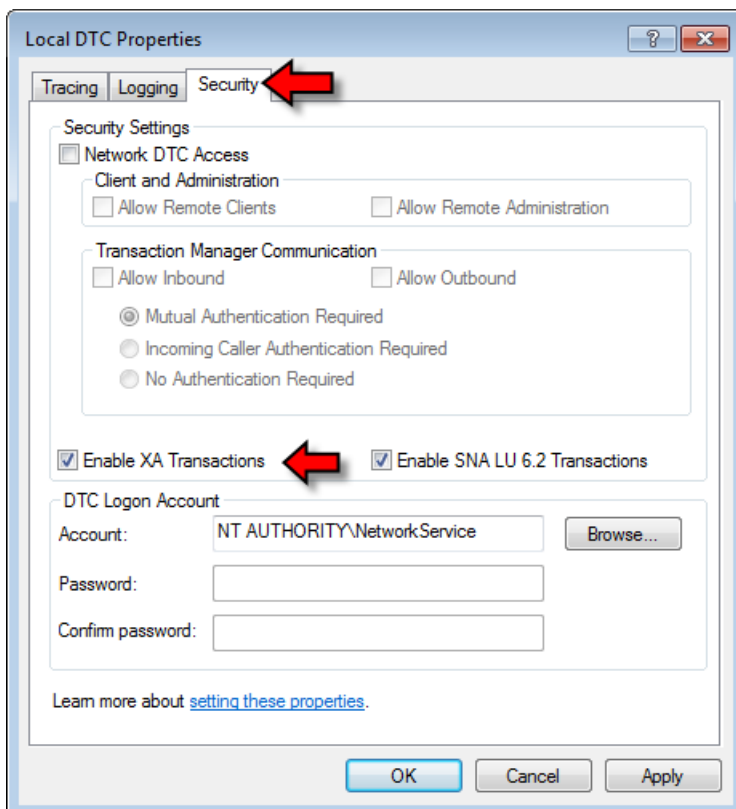 Local DTC Properties
Tracing Logging Security
Security Settings
Network DTC Access
Client and Administration
Allow Remote Clients Allow Remote Administration
Transaction Manager Communication
Allow Inbound Allow Outbound
Mutual Authentication Required
Incoming Caller Authentication Required
No Authentication Required
Enable XA Transactions Enable SNA LU 6.2 Transactions
DTC Logon Account
Account: NT AUTHORITY\NetworkService Browse...
Password:
Confirm password:
Learn more about setting these properties.
OK Cancel Apply